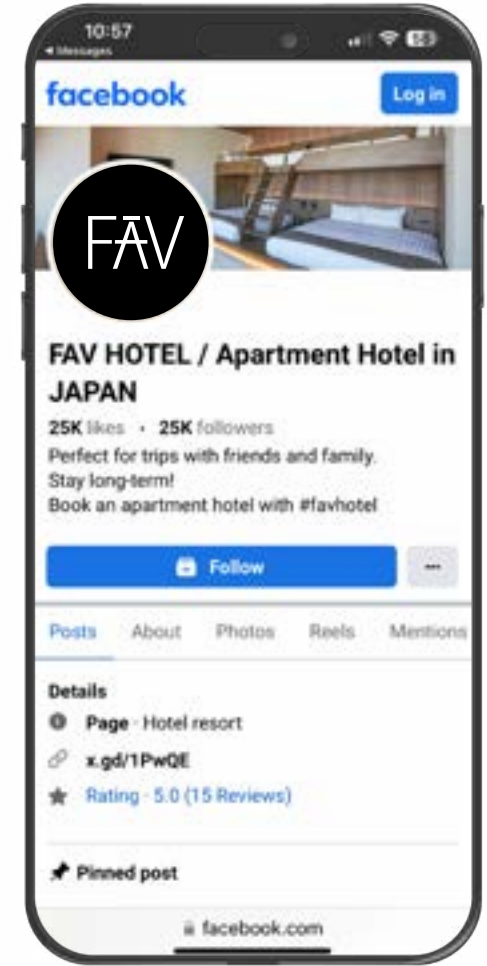 10:57
Messages
facebook
Log in
FAV
FAV HOTEL / Apartment Hotel in
JAPAN
25K likes · 25K followers
Perfect for trips with friends and family.
Stay long-term!
Book an apartment hotel with #favhotel
Follow
Posts About Photos Reels Mentions
Details
Page · Hotel resort
x.gd/1PwQE
Rating · 5.0 (15 Reviews)
Pinned post
facebook.com